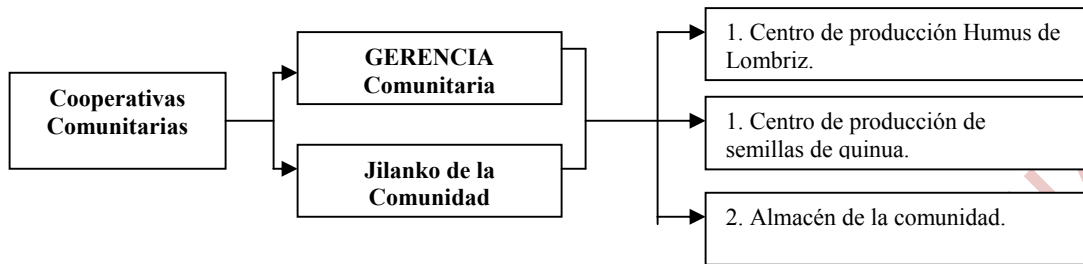 Cooperativas
Comunitarias
GERENCIA
Comunitaria
Jilanko de la
Comunidad
1. Centro de producción Humus de
Lombriz.
1. Centro de producción de
semillas de quinua.
2. Almacén de la comunidad.